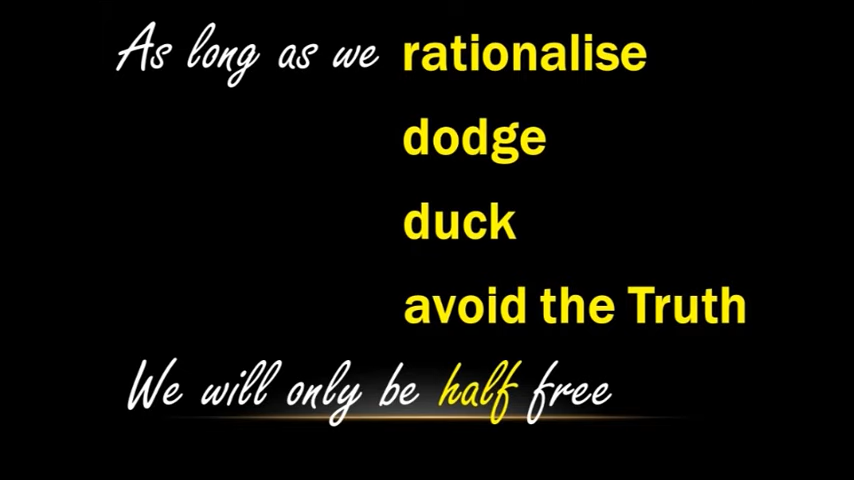 As long as we rationalise
dodge
duck
avoid the Truth
We will only be half free